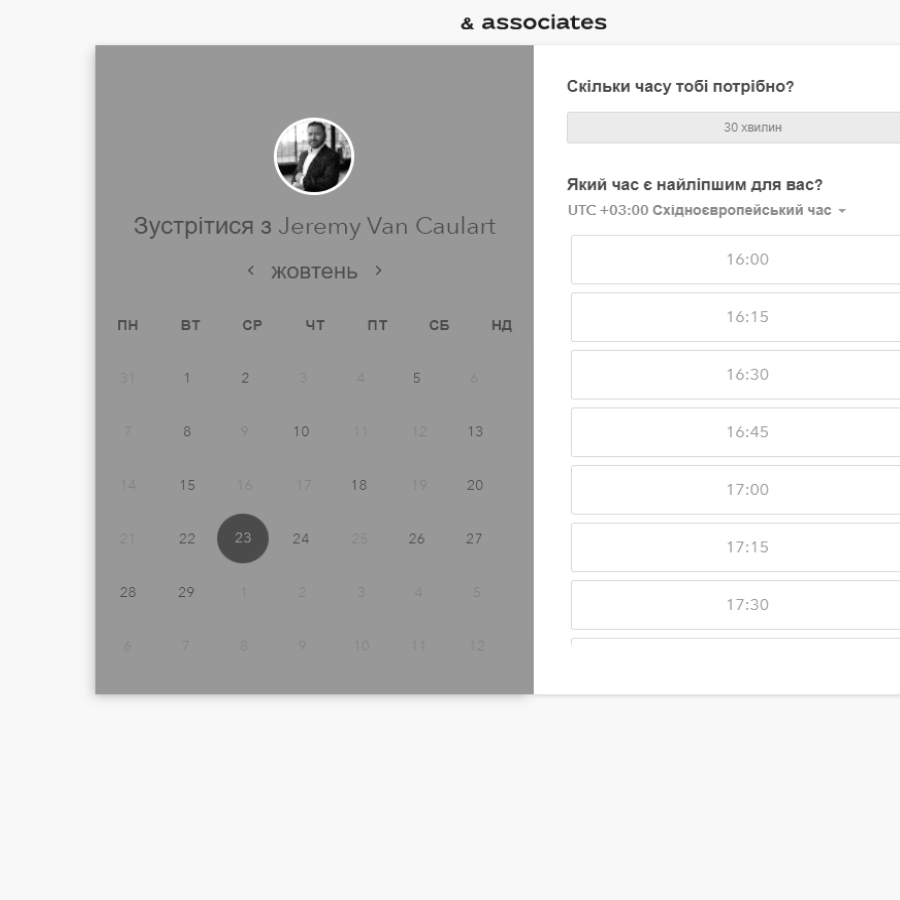 & associates
Зустрітися з Jeremy Van Caulart
жовтень
ПН ВТ СР ЧТ ПТ СБ НД
31 1 2 3 4 5 6
7 8 9 10 11 12 13
14 15 16 17 18 19 20
21 22 23 24 25 26 27
28 29 1 2 3 4 5
6 7 8 9 10 11 12
Скільки часу тобі потрібно?
30 хвилин
Який час є найліпшим для вас?
UTC +03:00 Східноєвропейський час
16:00
16:15
16:30
16:45
17:00
17:15
17:30